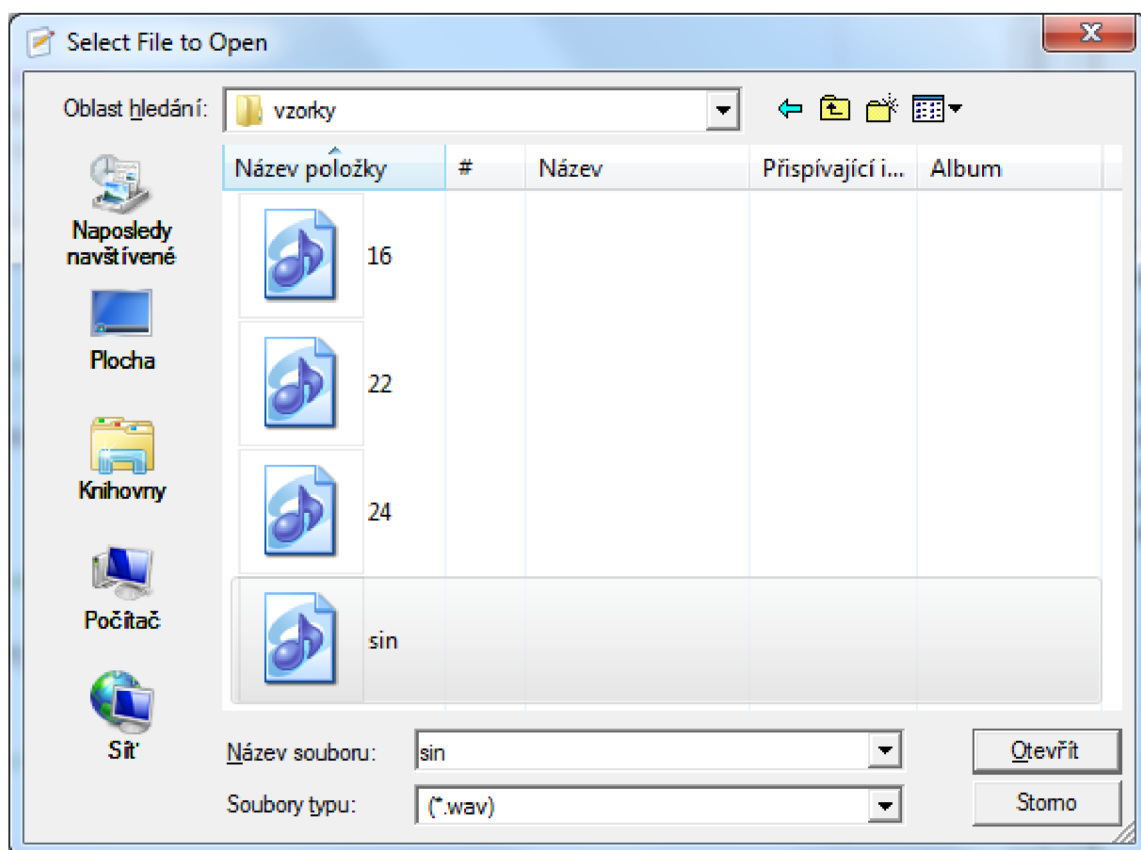 Select File to Open
X
Oblast hledání: vzorky
Název položky # Název Přispívající i... Album
Naposledy
navštívené
16
Plocha
22
Knihovny
24
Počítač
sin
Síť
Název souboru: sin Otevřít
Soubory typu: (*.wav) Storno